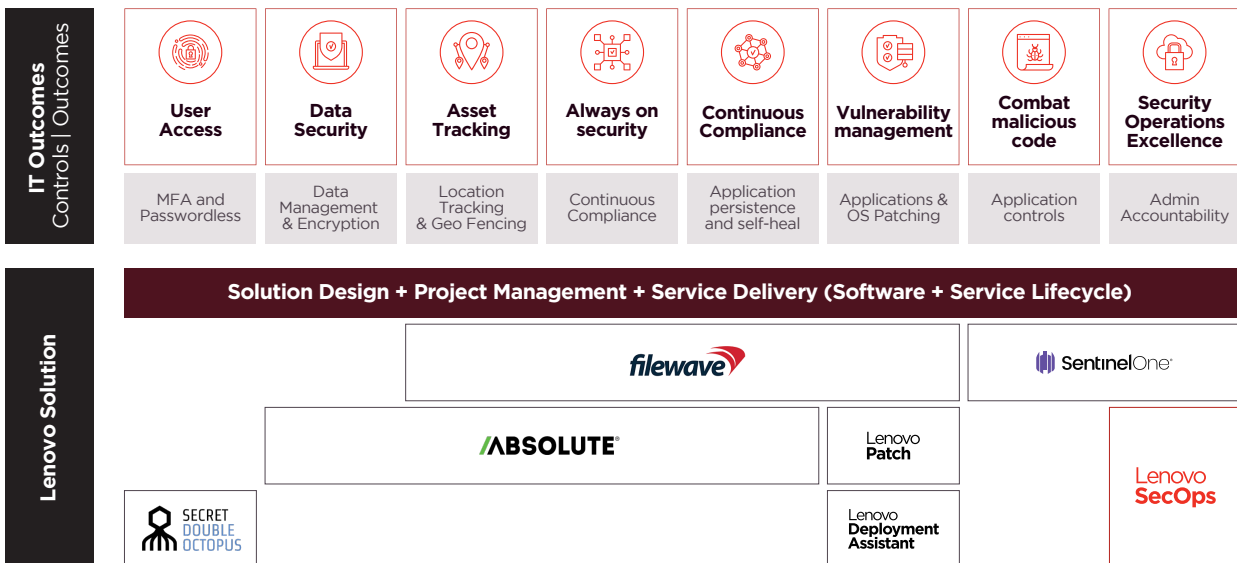 IT Outcomes
Controls | Outcomes
User
Access
Data
Security
Asset
Tracking
Always on
security
Continuous
Compliance
Vulnerability
management
Combat
malicious
code
Security
Operations
Excellence
MFA and
Passwordless
Data
Management
& Encryption
Location
Tracking
& Geo Fencing
Continuous
Compliance
Application
persistence
and self-heal
Applications &
OS Patching
Application
controls
Admin
Accountability
Lenovo Solution
Solution Design + Project Management + Service Delivery (Software + Service Lifecycle)
filewave
SentinelOne
ABSOLUTE®
Lenovo
Patch
Lenovo
SecOps
SECRET
DOUBLE
OCTOPUS
Lenovo
Deployment
Assistant